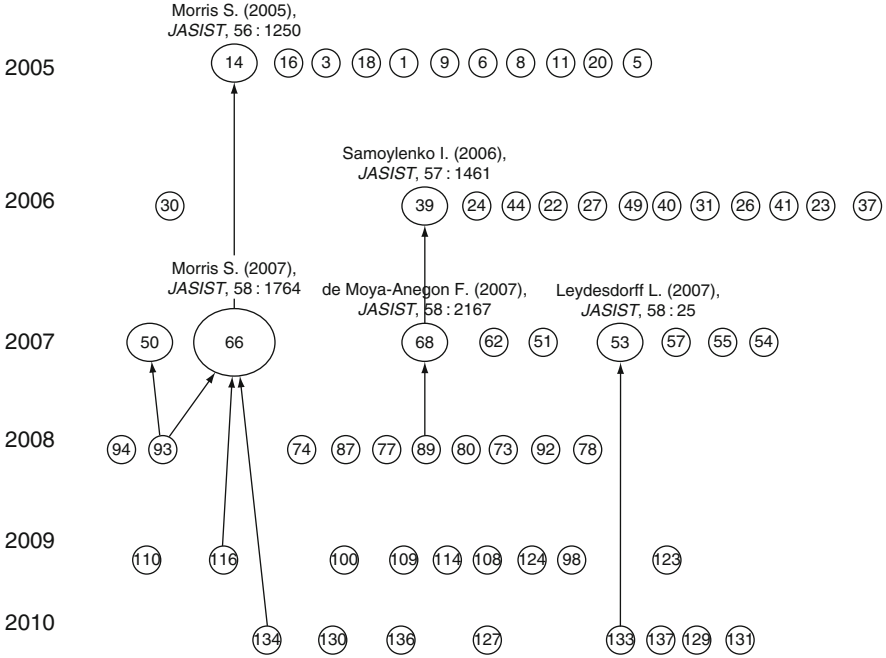 Morris S. (2005),
JASIST, 56 : 1250
2005 14 16 3 18 1 9 6 8 11 20 5
Samoylenko I. (2006),
JASIST, 57 : 1461
2006 30 39 24 44 22 27 49 40 31 26 41 23 37
Morris S. (2007),
JASIST, 58 : 1764
de Moya-Anegon F. (2007),
JASIST, 58 : 2167
Leydesdorff L. (2007),
JASIST, 58 : 25
2007 50 66 68 62 51 53 57 55 54
2008 94 93 74 87 77 89 80 73 92 78
2009 110 116 100 109 114 108 124 98 123
2010 134 130 136 127 133 137 129 131